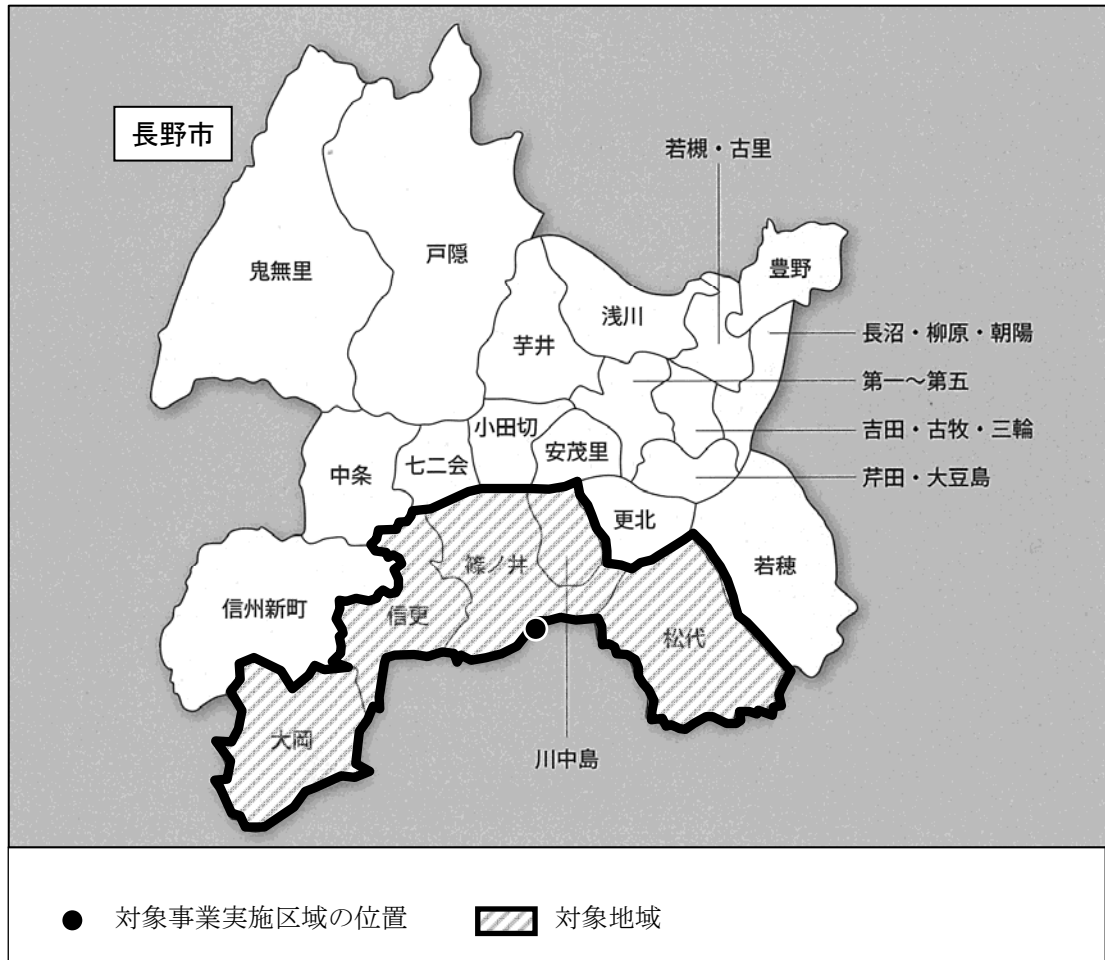 長野市
若槻・古里
豊野
戸隠
鬼無里
浅川
長沼・柳原・朝陽
芋井
第一～第五
小田切
吉田・古牧・三輪
安茂里
七二会
中条
芹田・大豆島
更北
篠ノ井
若穂
信州新町
信更
松代
大岡
川中島
● 対象事業実施区域の位置 対象地域